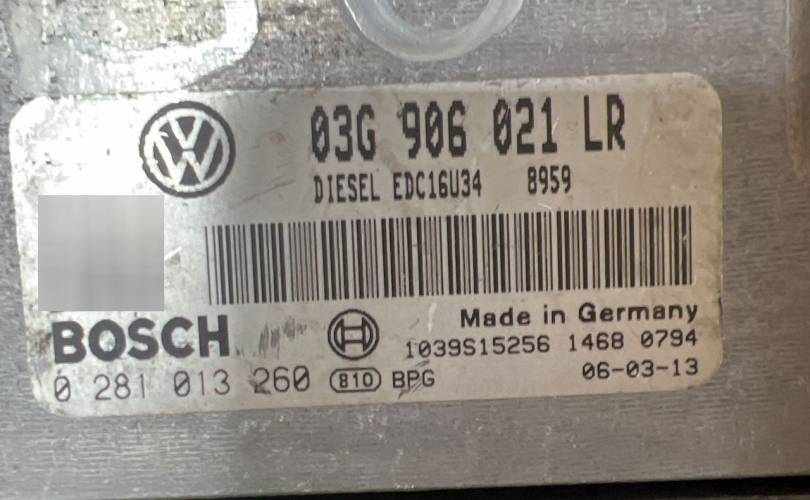 03G 906 021 LR
DIESEL EDC16U34 8959
Made in Germany
BOSCH
1039S15256 1468 0794
0 281 013 260 810 BPG
06-03-13